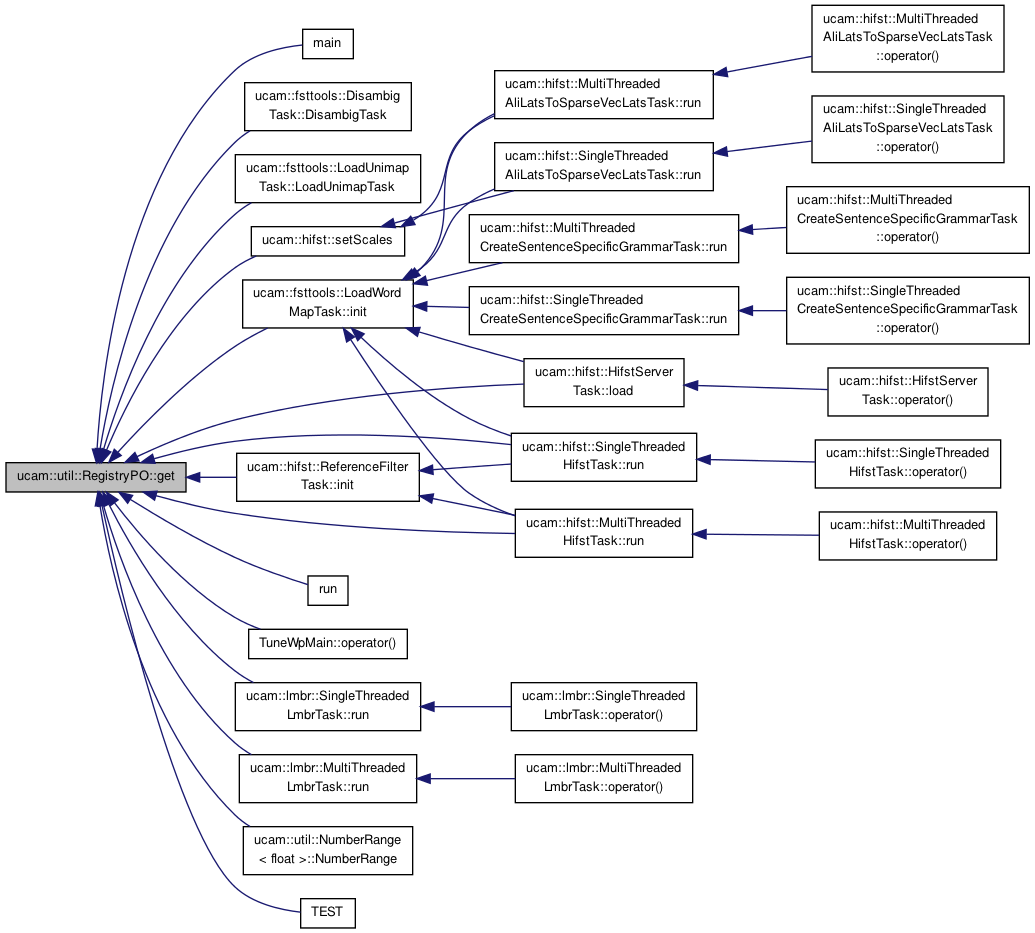 ucam::util::RegistryPO::get
main
ucam::fsttools::Disambig
Task::DisambigTask
ucam::fsttools::LoadUnimap
Task::LoadUnimapTask
ucam::hifst::setScales
ucam::fsttools::LoadWord
MapTask::init
ucam::hifst::ReferenceFilter
Task::init
run
TuneWpMain::operator()
ucam::lmbr::SingleThreaded
LmbrTask::run
ucam::lmbr::MultiThreaded
LmbrTask::run
ucam::util::NumberRange
< float >::NumberRange
TEST
ucam::hifst::MultiThreaded
AliLatsToSparseVecLatsTask::run
ucam::hifst::SingleThreaded
AliLatsToSparseVecLatsTask::run
ucam::hifst::MultiThreaded
CreateSentenceSpecificGrammarTask::run
ucam::hifst::SingleThreaded
CreateSentenceSpecificGrammarTask::run
ucam::hifst::HifstServer
Task::load
ucam::hifst::SingleThreaded
HifstTask::run
ucam::hifst::MultiThreaded
HifstTask::run
ucam::lmbr::SingleThreaded
LmbrTask::operator()
ucam::lmbr::MultiThreaded
LmbrTask::operator()
ucam::hifst::MultiThreaded
AliLatsToSparseVecLatsTask
::operator()
ucam::hifst::SingleThreaded
AliLatsToSparseVecLatsTask
::operator()
ucam::hifst::MultiThreaded
CreateSentenceSpecificGrammarTask
::operator()
ucam::hifst::SingleThreaded
CreateSentenceSpecificGrammarTask
::operator()
ucam::hifst::HifstServer
Task::operator()
ucam::hifst::SingleThreaded
HifstTask::operator()
ucam::hifst::MultiThreaded
HifstTask::operator()